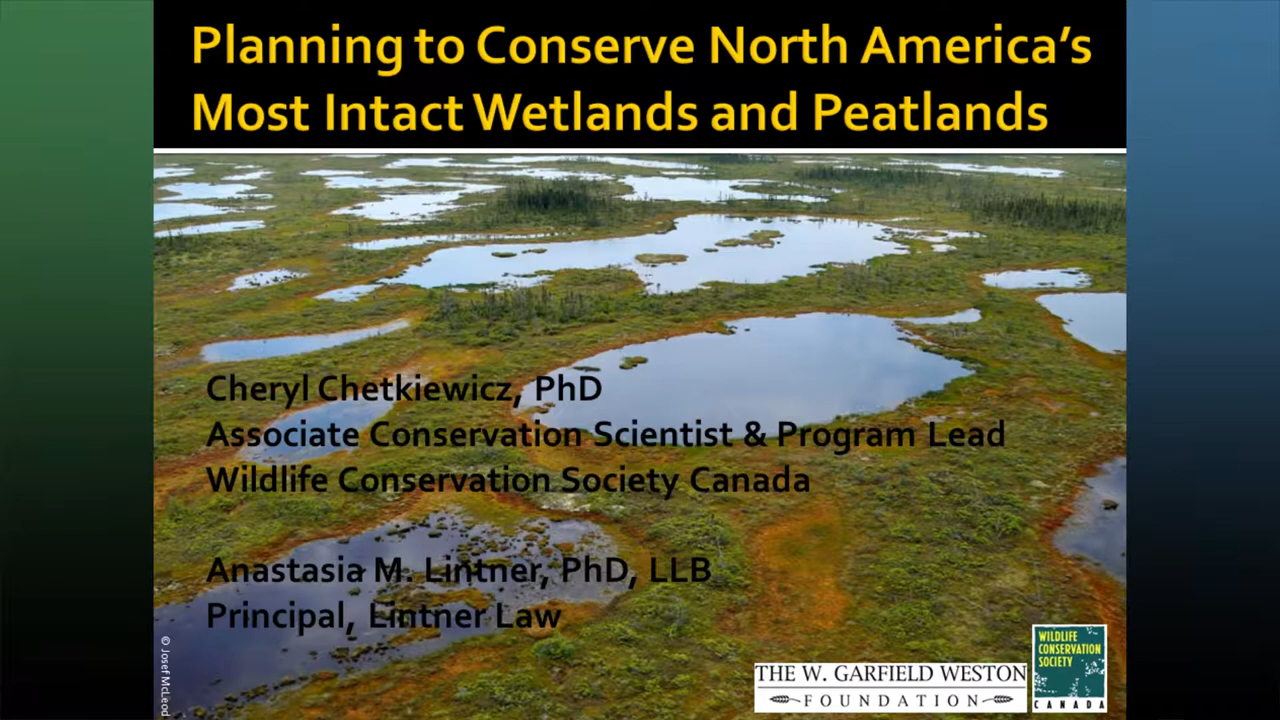 Planning to Conserve North America's
Most Intact Wetlands and Peatlands
Cheryl Chetkiewicz, PhD
Associate Conservation Scientist & Program Lead
Wildlife Conservation Society Canada
Anastasia M. Lintner, PhD, LLB
Principal, Lintner Law
© Josef McLeod
THE W. GARFIELD WESTON
FOUNDATION
WILDLIFE
CONSERVATION
SOCIETY
CANADA